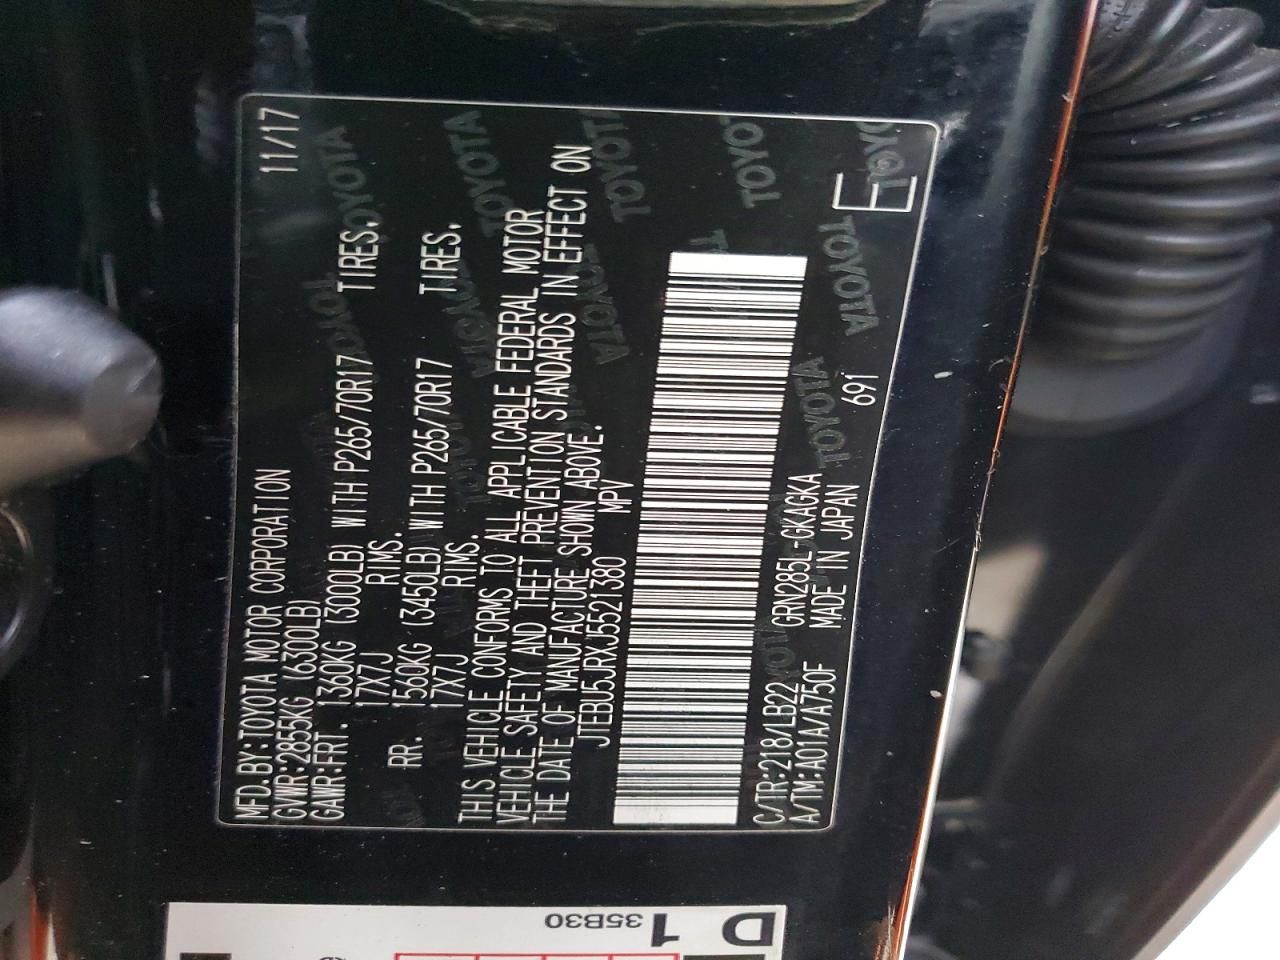 MFD.BY:TOYOTA MOTOR CORPORATION 11/17
GVWR:2855KG (6300LB)
GAWR:FRT. 1360KG (3000LB) WITH P265/70R17 TIRES,
17X7J RIMS.
RR. 1560KG (3450LB) WITH P265/70R17 TIRES,
17X7J RIMS.
THIS VEHICLE CONFORMS TO ALL APPLICABLE FEDERAL MOTOR
VEHICLE SAFETY AND THEFT PREVENTION STANDARDS IN EFFECT ON
THE DATE OF MANUFACTURE SHOWN ABOVE.
JTEBU5JRXJ5521380 MPV
C/TR:218/LB22 GRN285L-GKAGKA
A/TM:A01A/A750F MADE IN JAPAN 69i
E
TOYOTA
D
1
35B30